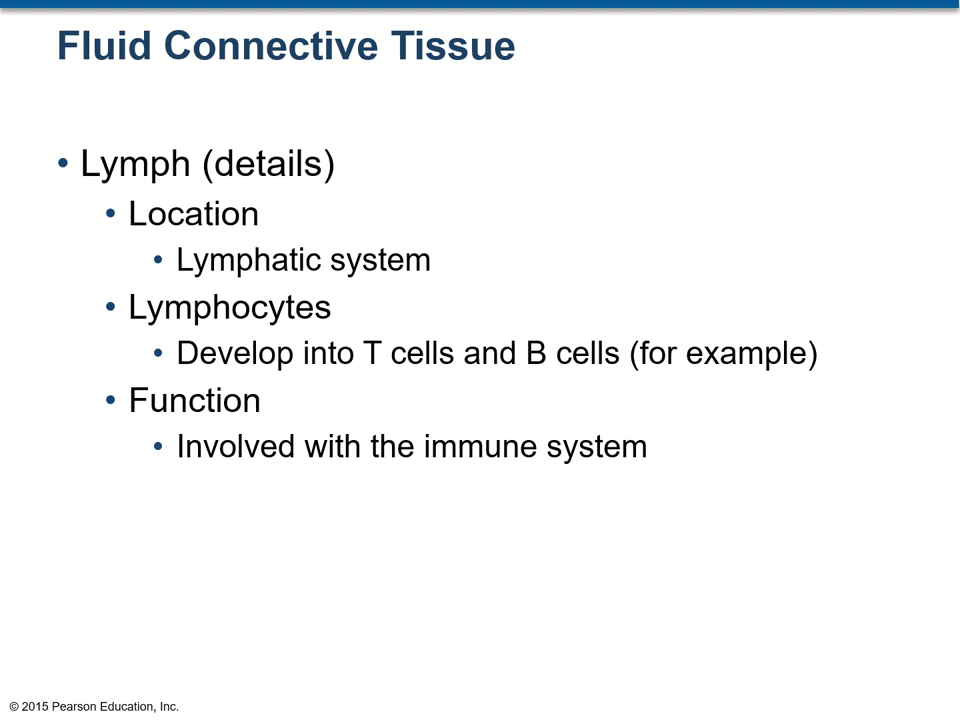 Fluid Connective Tissue
• Lymph (details)
• Location
• Lymphatic system
• Lymphocytes
• Develop into T cells and B cells (for example)
• Function
• Involved with the immune system
© 2015 Pearson Education, Inc.